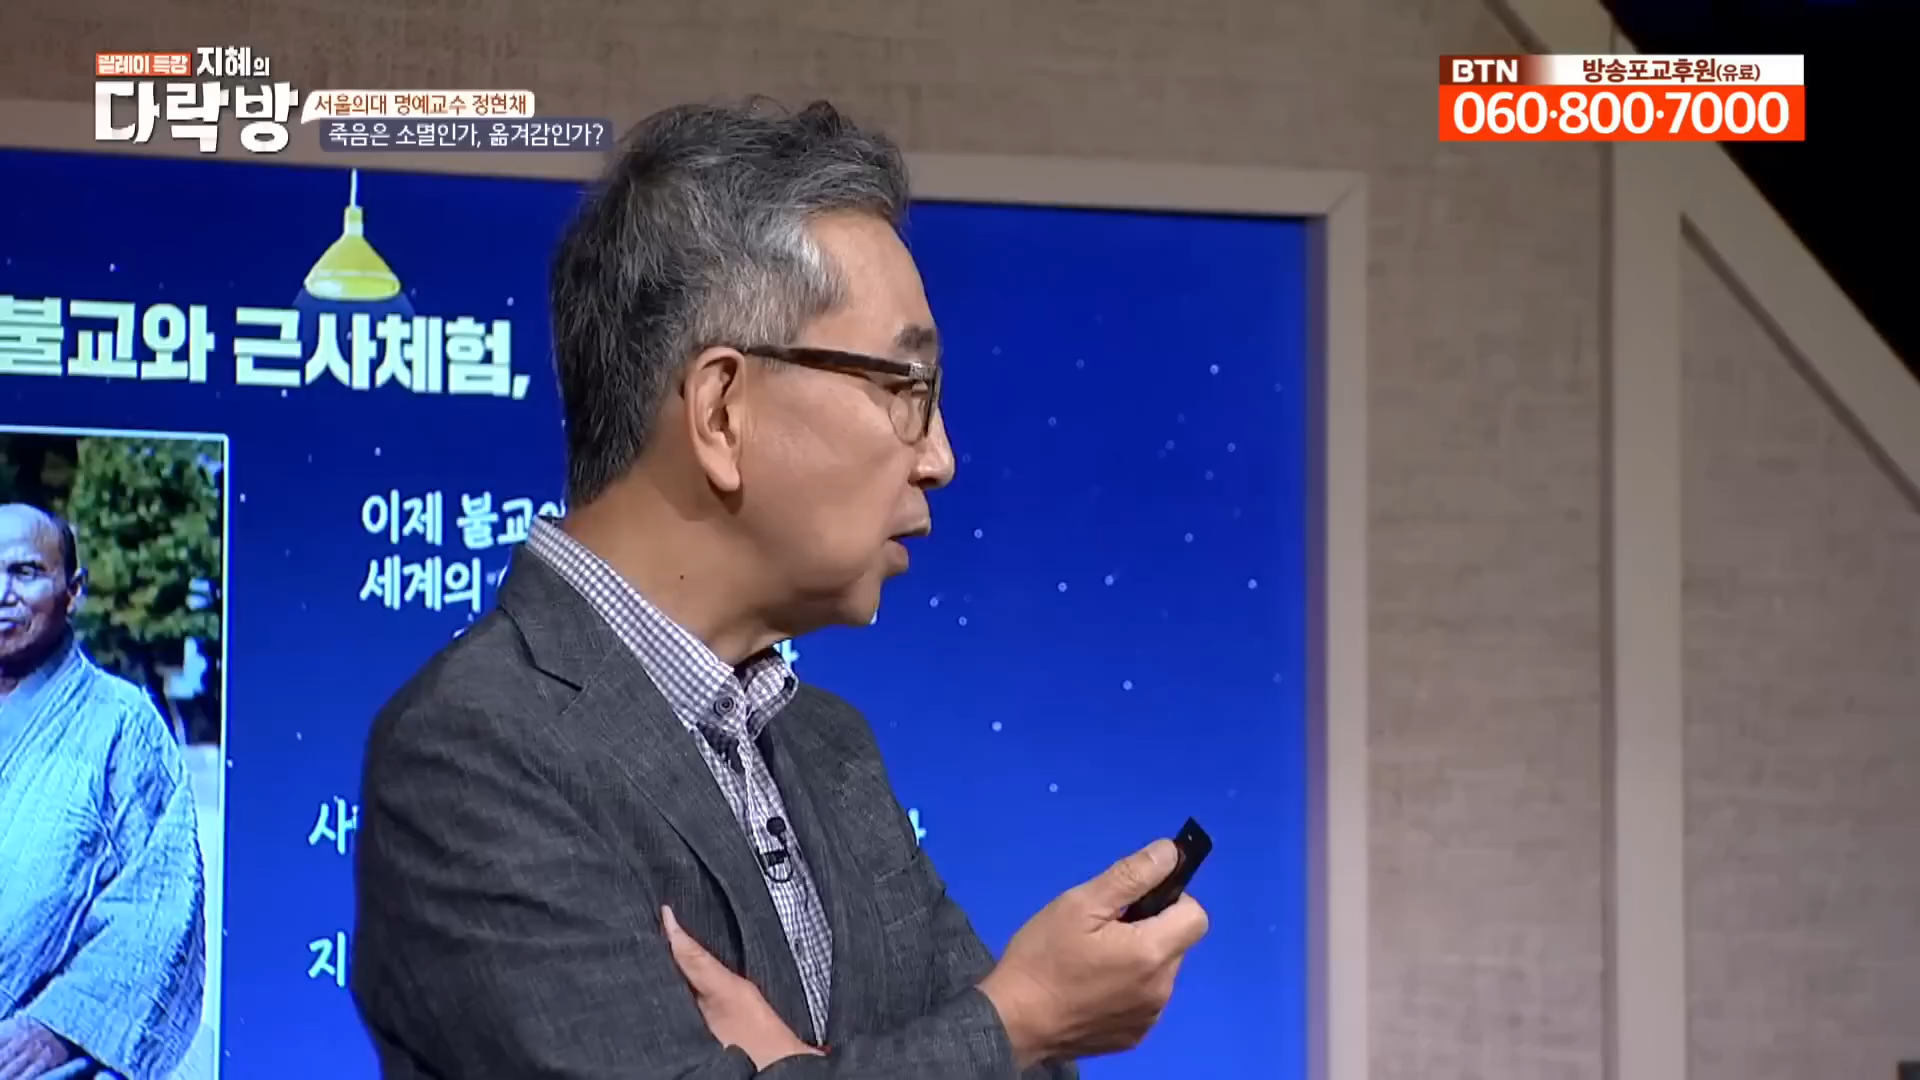 릴레이 특강 지혜의
다락방
서울의대 명예교수 정현채
죽음은 소멸인가, 옮겨감인가?
BTN 방송포교후원(유료)
060·800·7000
불교와 근사체험,
이제
세계의